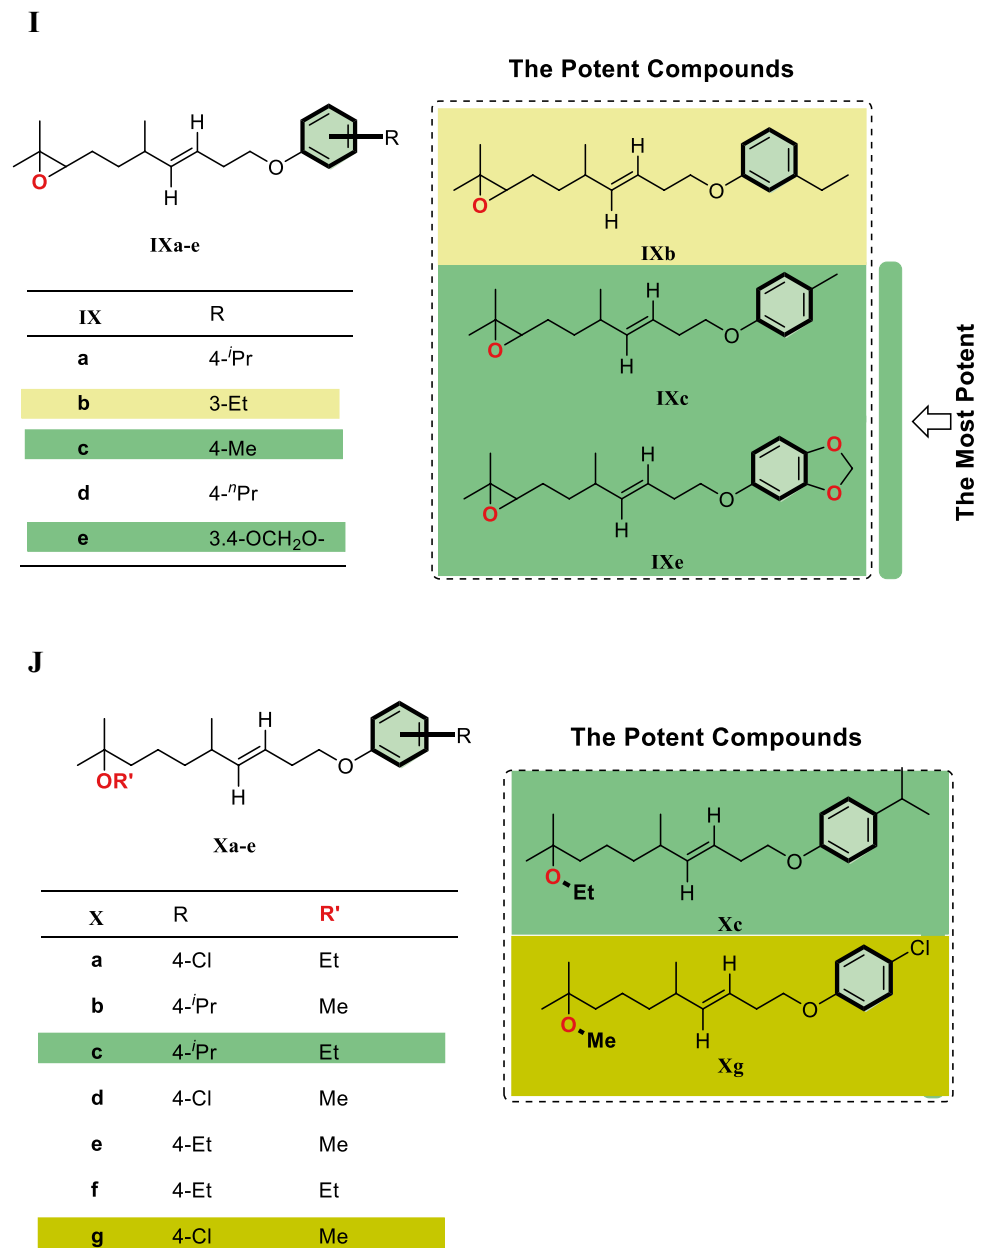 I
The Potent Compounds
H
H
O
O
R
IXa-e
IX R
a 4-iPr
b 3-Et
c 4-Me
d 4-nPr
e 3.4-OCH2O-
H
H
O
O
IXb
H
H
O
O
IXc
H
H
O
O
O
O
IXe
The Most Potent
J
The Potent Compounds
H
H
OR'
O
R
Xa-e
X R R'
a 4-Cl Et
b 4-iPr Me
c 4-iPr Et
d 4-Cl Me
e 4-Et Me
f 4-Et Et
g 4-Cl Me
H
H
O
O
Et
Xc
H
H
Cl
O
O
Me
Xg